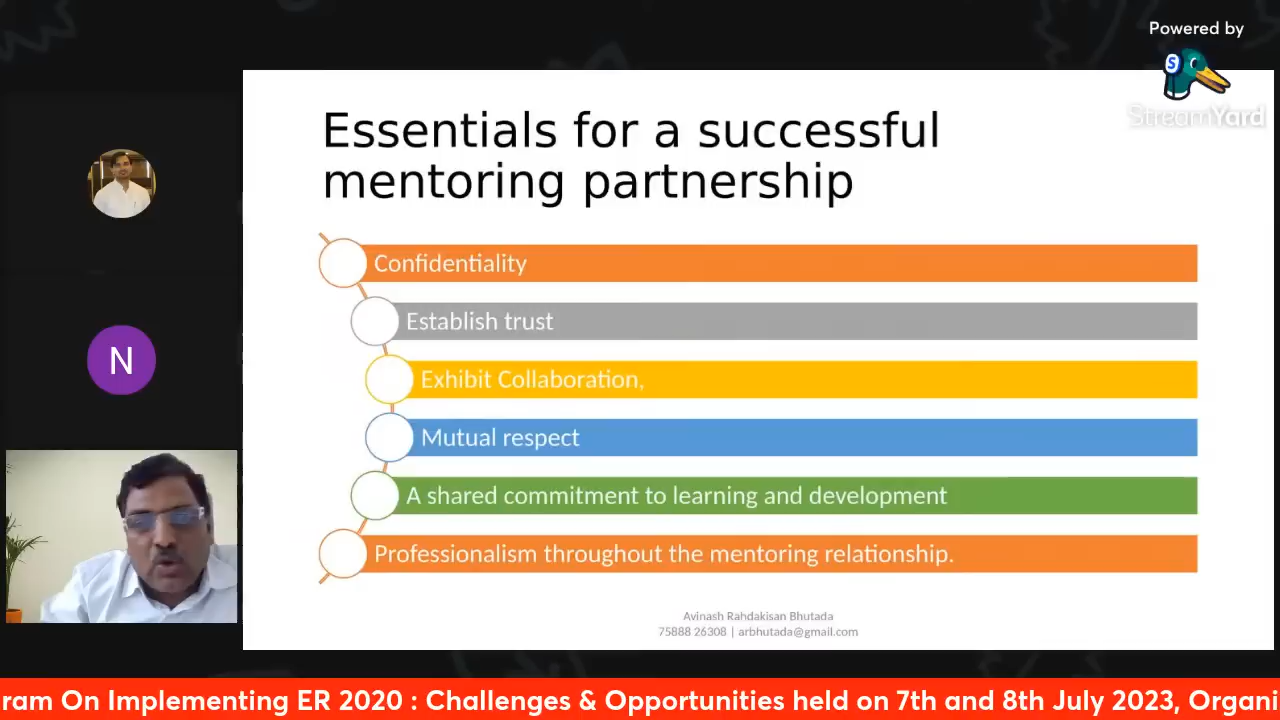 Powered by
StreamYard
Essentials for a successful
mentoring partnership
Confidentiality
Establish trust
Exhibit Collaboration,
Mutual respect
A shared commitment to learning and development
Professionalism throughout the mentoring relationship.
Avinash Rahdakisan Bhutada
75888 26308 | arbhutada@gmail.com
N
ram On Implementing ER 2020 : Challenges & Opportunities held on 7th and 8th July 2023, Organi